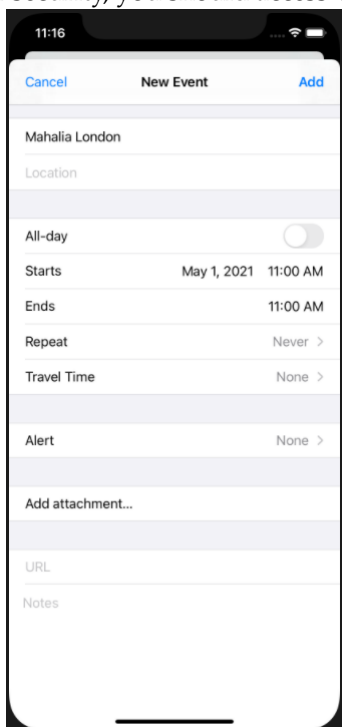 11:16
Cancel New Event Add
Mahalia London
Location
All-day
Starts May 1, 2021 11:00 AM
Ends 11:00 AM
Repeat Never >
Travel Time None >
Alert None >
Add attachment...
URL
Notes